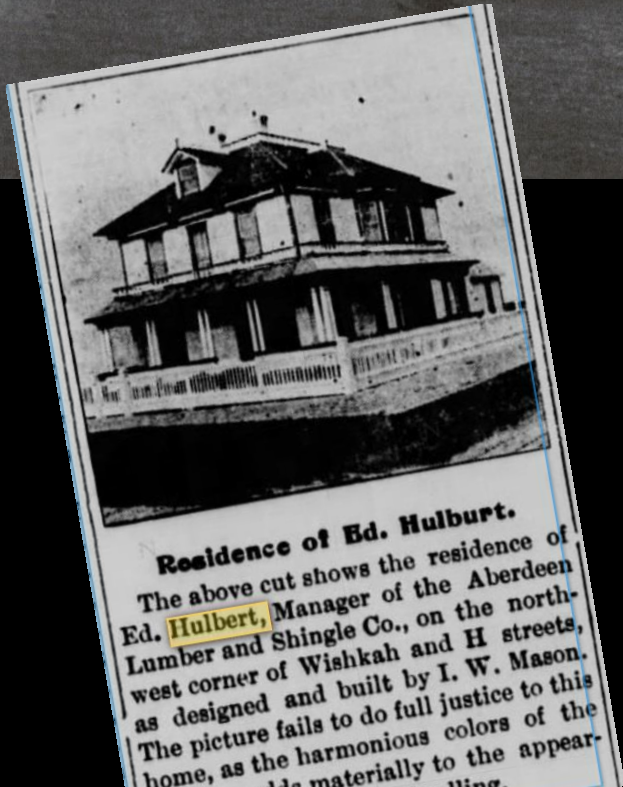 Residence of Ed. Hulburt.
The above cut shows the residence of
Ed. Hulbert, Manager of the Aberdeen
Lumber and Shingle Co., on the north-
west corner of Wishkah and H streets,
as designed and built by I. W. Mason.
The picture fails to do full justice to this
home, as the harmonious colors of the
materially to the appear-